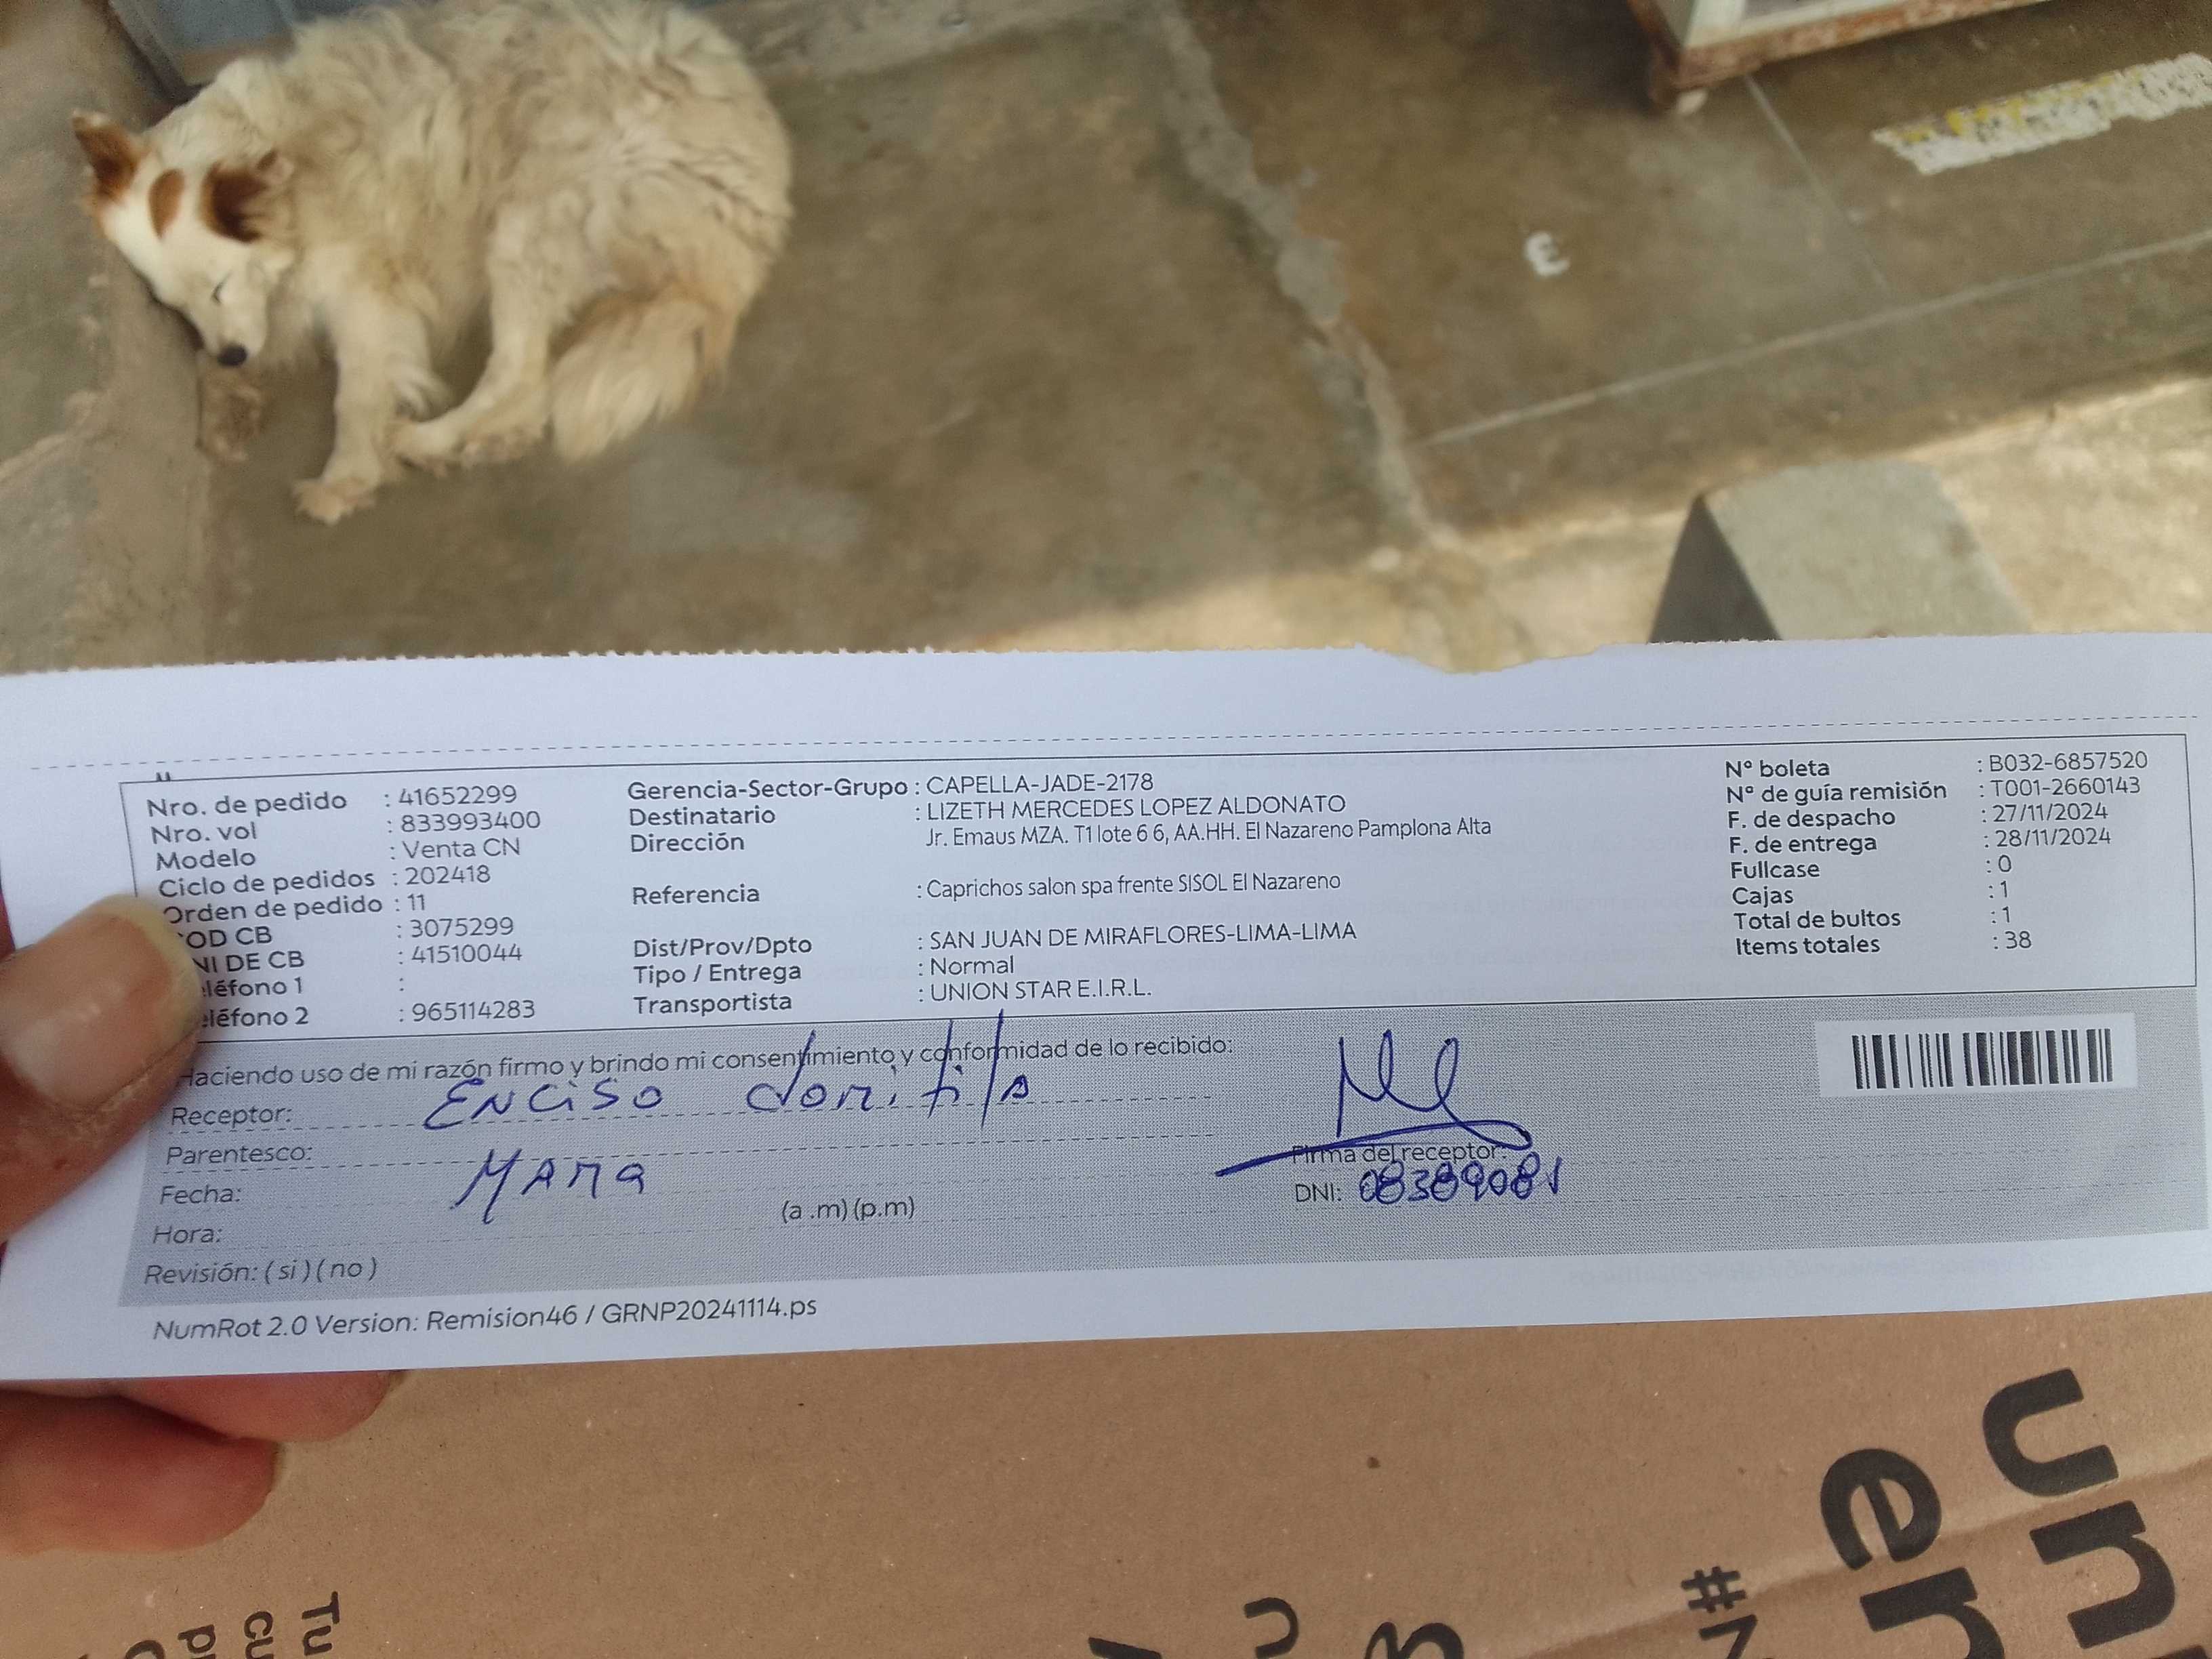 Nro. de pedido : 41652299
Nro. vol : 833993400
Modelo : Venta CN
Ciclo de pedidos : 202418
Orden de pedido : 11
OD CB : 3075299
NI DE CB : 41510044
eléfono 1 :
eléfono 2 : 965114283
Gerencia-Sector-Grupo : CAPELLA-JADE-2178
Destinatario : LIZETH MERCEDES LOPEZ ALDONATO
Dirección Jr. Emaus MZA. T1 lote 6 6, AA.HH. El Nazareno Pamplona Alta
Referencia : Caprichos salon spa frente SISOL El Nazareno
Dist/Prov/Dpto : SAN JUAN DE MIRAFLORES-LIMA-LIMA
Tipo / Entrega : Normal
Transportista : UNION STAR E.I.R.L.
N° boleta : B032-6857520
N° de guía remisión : T001-2660143
F. de despacho : 27/11/2024
F. de entrega : 28/11/2024
Fullcase : 0
Cajas : 1
Total de bultos : 1
Items totales : 38
Haciendo uso de mi razón firmo y brindo mi consentimiento y conformidad de lo recibido:
Receptor: Enciso
Parentesco: MAMA
Fecha:
Hora: (a .m) (p.m)
Revisión: ( si ) ( no )
Firma del receptor:
DNI: 08389081
NumRot 2.0 Version: Remision46 / GRNP20241114.ps
un
en
Tu